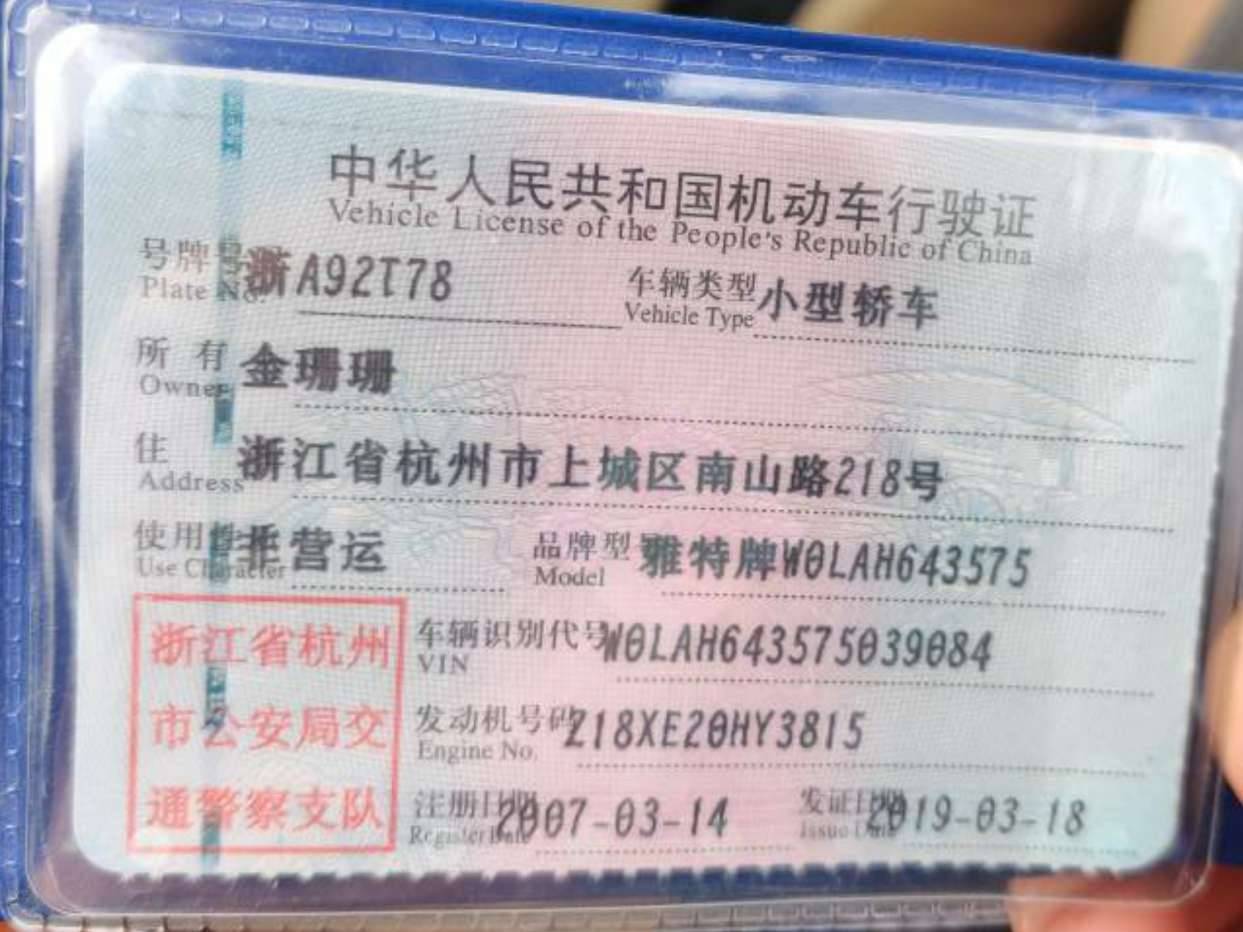 中华人民共和国机动车行驶证
Vehicle License of the People's Republic of China
号牌号 浙A92T78 车辆类型 小型轿车
Plate No. Vehicle Type
所有 金珊珊
Owner
住 浙江省杭州市上城区南山路218号
Address
使用性 非营运 品牌型号 雅特牌W0LAH643575
Use Character Model
浙江省杭州
市公安局交
通警察支队
车辆识别代号 W0LAH643575039084
VIN
发动机号码 Z18XE20HY3815
Engine No.
注册日期 2007-03-14 发证日期 2019-03-18
Register Date Issue Date